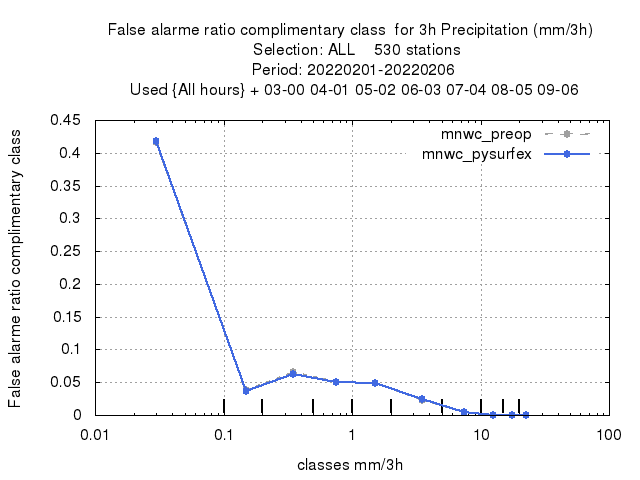 False alarme ratio complimentary class  for 3h Precipitation (mm/3h)
Selection: ALL    530 stations
Period: 20220201-20220206
Used {All hours} + 03-00 04-01 05-02 06-03 07-04 08-05 09-06
mnwc_preop
mnwc_pysurfex
False alarme ratio complimentary class
0.45
0.4
0.35
0.3
0.25
0.2
0.15
0.1
0.05
0
0.01 0.1 1 10 100
classes mm/3h